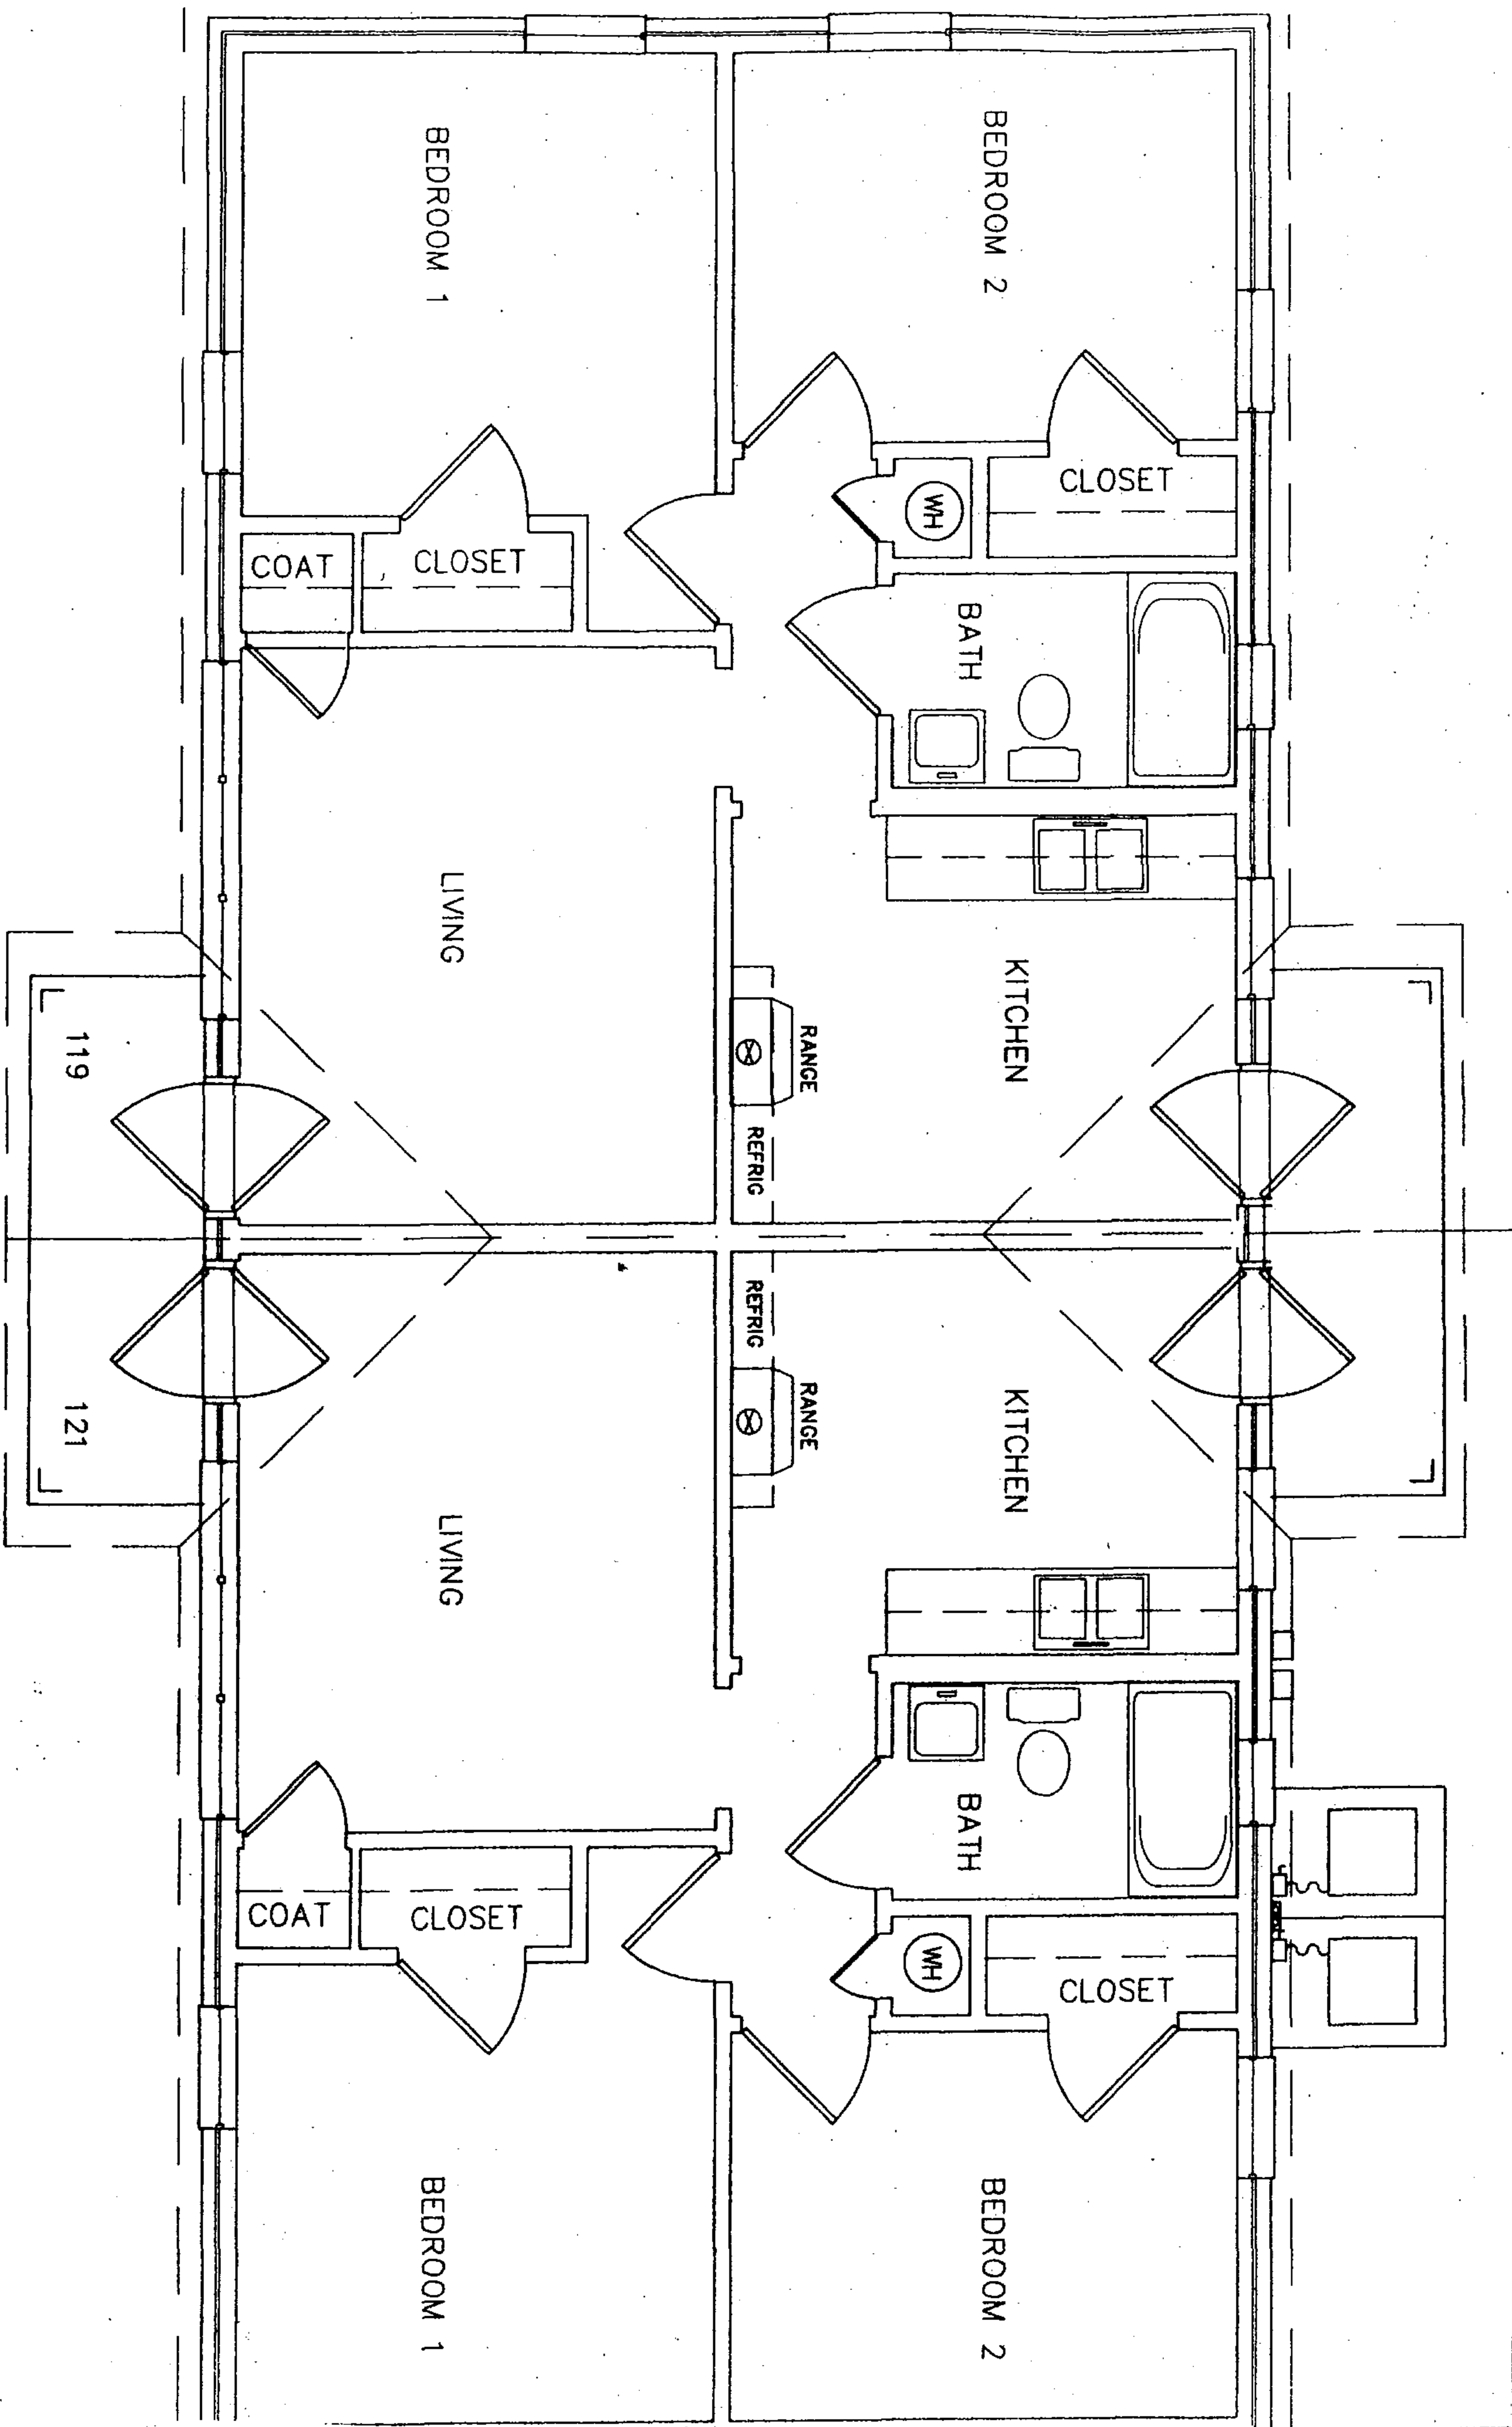 BEDROOM 1
BEDROOM 2
CLOSET
WH
COAT
CLOSET
BATH
LIVING
KITCHEN
RANGE
REFRIG
119
REFRIG
RANGE
121
KITCHEN
LIVING
BATH
COAT
CLOSET
WH
CLOSET
BEDROOM 1
BEDROOM 2